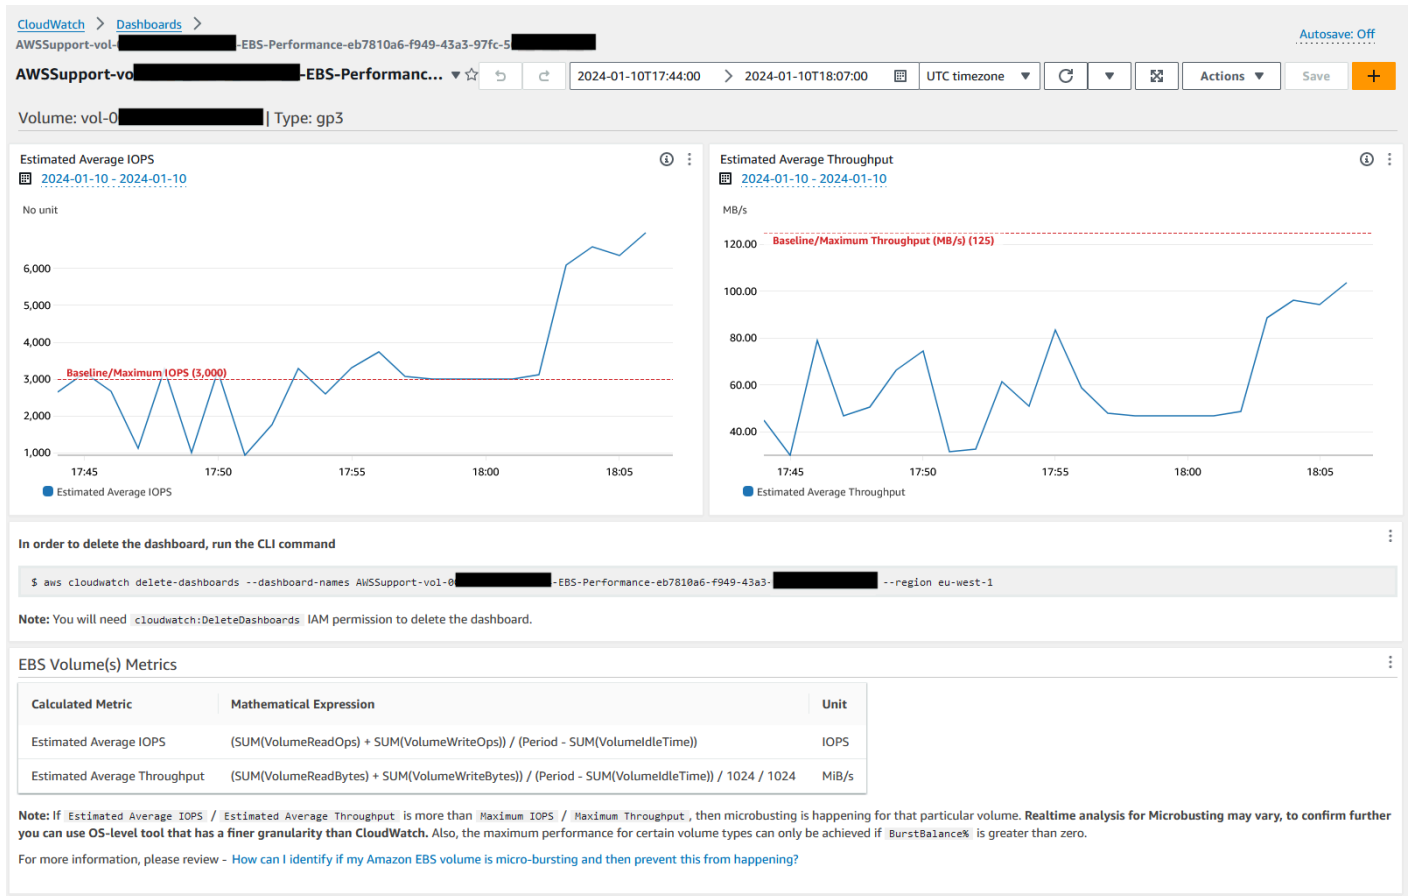 CloudWatch > Dashboards >
AWSSupport-vol- -EBS-Performance-eb7810a6-f949-43a3-97fc-5
Autosave: Off
AWSSupport-vo -EBS-Performanc...
2024-01-10T17:44:00 > 2024-01-10T18:07:00
UTC timezone
Actions
Save
+
Volume: vol-0 | Type: gp3
Estimated Average IOPS
2024-01-10 - 2024-01-10
No unit
6,000
5,000
4,000
3,000
2,000
1,000
Baseline/Maximum IOPS (3,000)
17:45 17:50 17:55 18:00 18:05
Estimated Average IOPS
Estimated Average Throughput
2024-01-10 - 2024-01-10
MB/s
120.00
100.00
80.00
60.00
40.00
Baseline/Maximum Throughput (MB/s) (125)
17:45 17:50 17:55 18:00 18:05
Estimated Average Throughput
In order to delete the dashboard, run the CLI command
$ aws cloudwatch delete-dashboards --dashboard-names AWSSupport-vol-0 -EBS-Performance-eb7810a6-f949-43a3- --region eu-west-1
Note: You will need cloudwatch:DeleteDashboards IAM permission to delete the dashboard.
EBS Volume(s) Metrics
Calculated Metric Mathematical Expression Unit
Estimated Average IOPS (SUM(VolumeReadOps) + SUM(VolumeWriteOps)) / (Period - SUM(VolumeIdleTime)) IOPS
Estimated Average Throughput (SUM(VolumeReadBytes) + SUM(VolumeWriteBytes)) / (Period - SUM(VolumeIdleTime)) / 1024 / 1024 MiB/s
Note: If Estimated Average IOPS / Estimated Average Throughput is more than Maximum IOPS / Maximum Throughput, then microbusting is happening for that particular volume. Realtime analysis for Microbusting may vary, to confirm further
you can use OS-level tool that has a finer granularity than CloudWatch. Also, the maximum performance for certain volume types can only be achieved if BurstBalance% is greater than zero.
For more information, please review - How can I identify if my Amazon EBS volume is micro-bursting and then prevent this from happening?